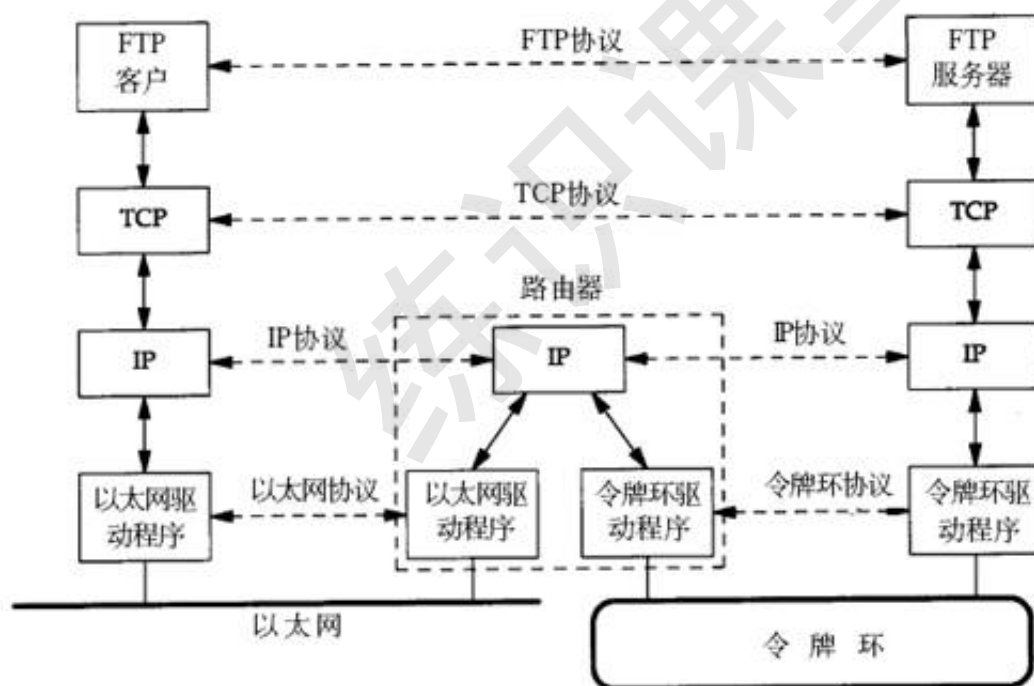 FTP
客户
FTP协议
FTP
服务器
TCP
TCP协议
TCP
路由器
IP
IP协议
IP
IP协议
IP
以太网驱
动程序
以太网协议
以太网驱
动程序
令牌环驱
动程序
令牌环协议
令牌环驱
动程序
以太网
令牌环
练识课堂